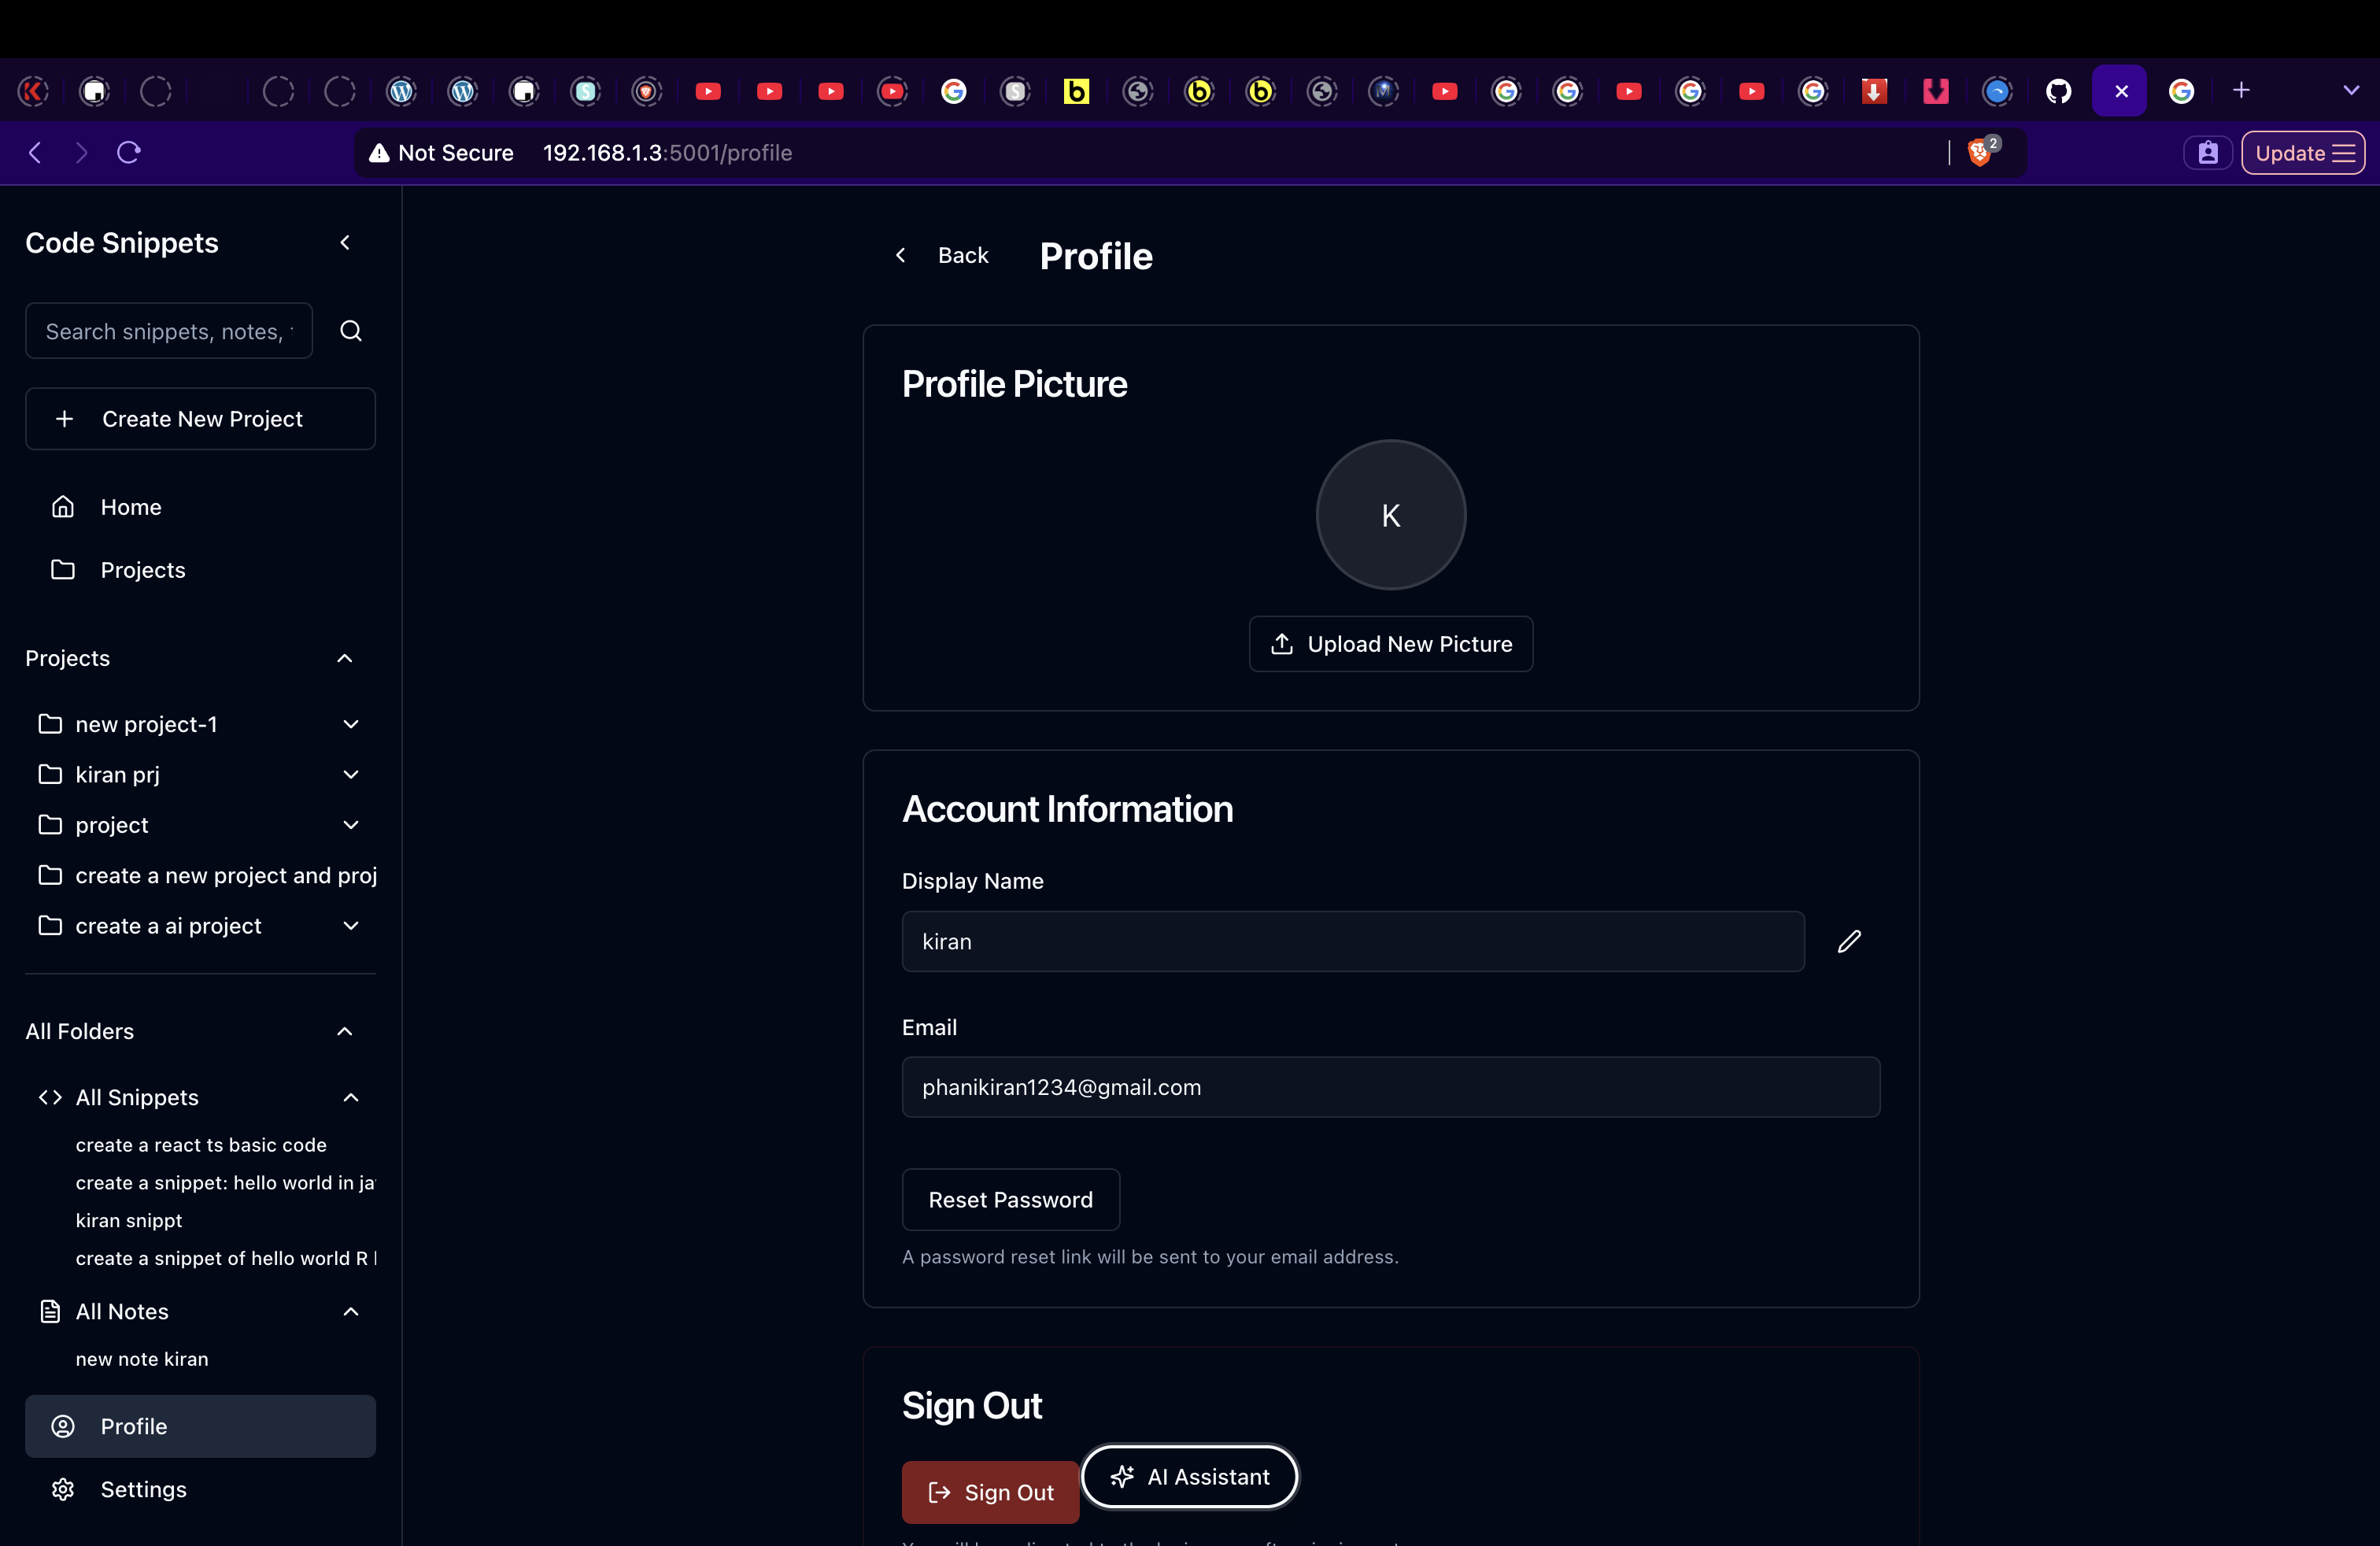 Not Secure 192.168.1.3:5001/profile
2
Update
Code Snippets
Search snippets, notes,
Create New Project
Home
Projects
Projects
new project-1
kiran prj
project
create a new project and proj
create a ai project
All Folders
All Snippets
create a react ts basic code
create a snippet: hello world in ja
kiran snippt
create a snippet of hello world R
All Notes
new note kiran
Profile
Settings
Back
Profile
Profile Picture
K
Upload New Picture
Account Information
Display Name
kiran
Email
phanikiran1234@gmail.com
Reset Password
A password reset link will be sent to your email address.
Sign Out
Sign Out
AI Assistant